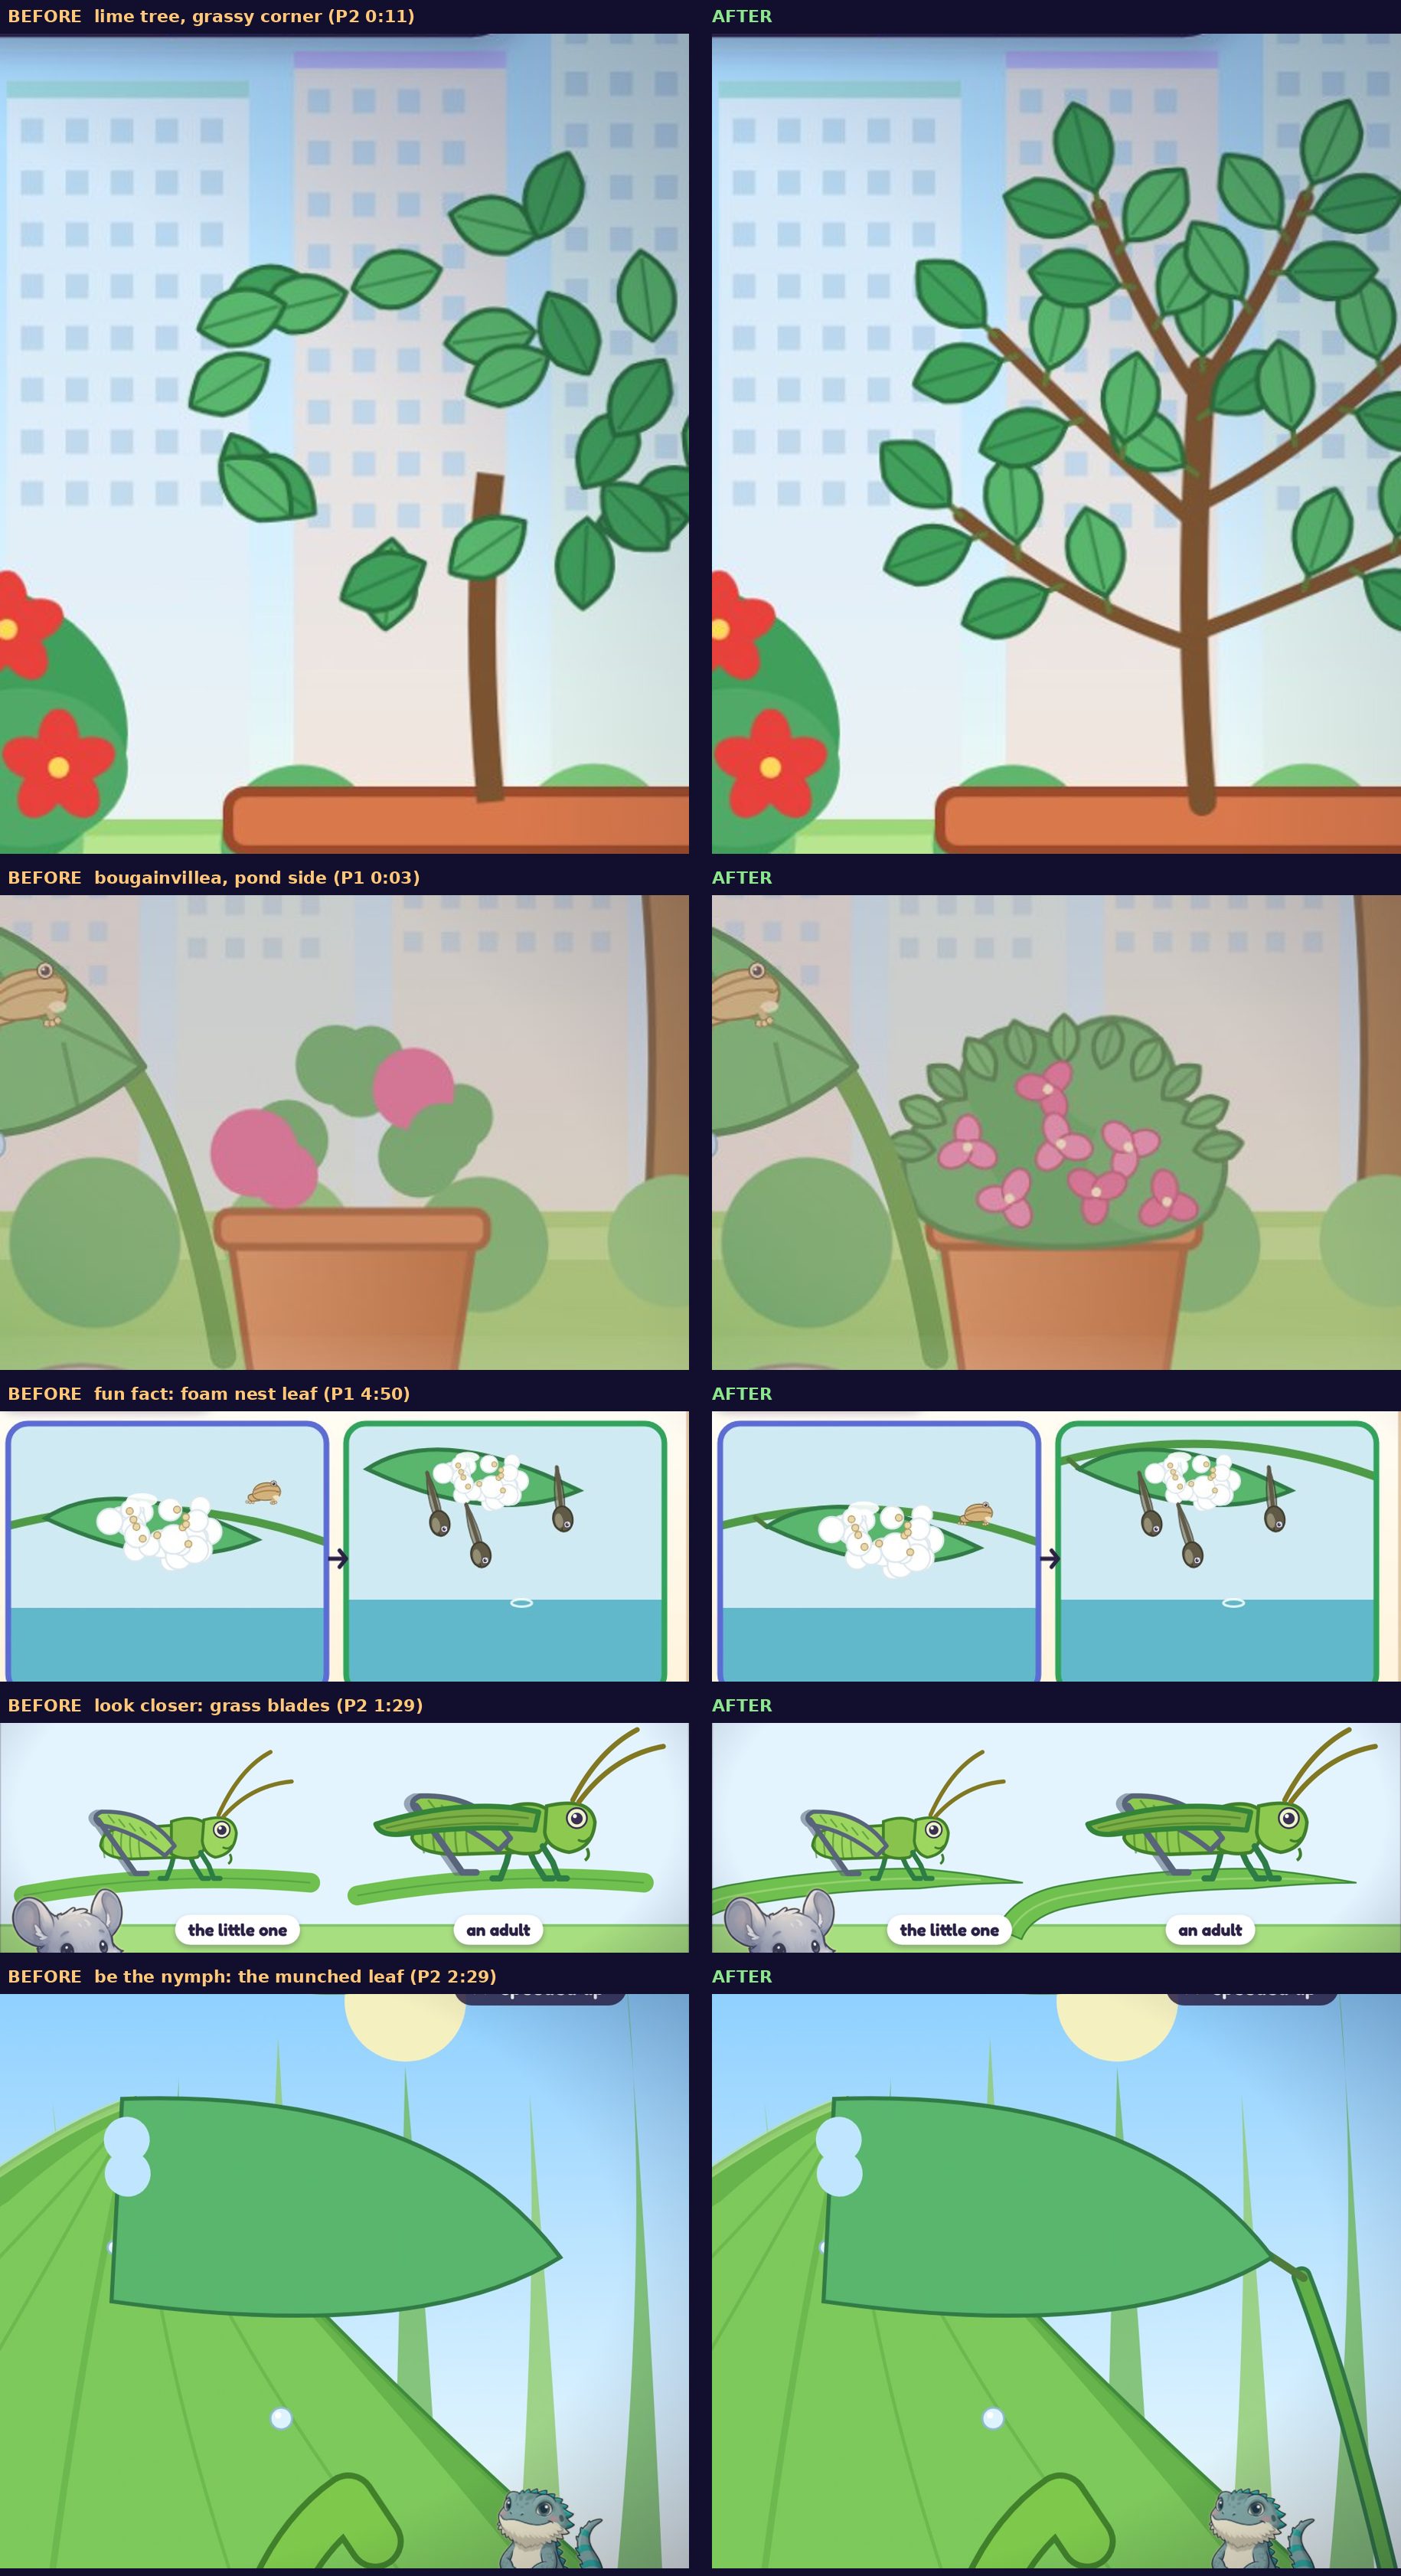 BEFORE lime tree, grassy corner (P2 0:11)
AFTER
BEFORE bougainvillea, pond side (P1 0:03)
AFTER
BEFORE fun fact: foam nest leaf (P1 4:50)
AFTER
BEFORE look closer: grass blades (P2 1:29)
AFTER
the little one
an adult
the little one
an adult
BEFORE be the nymph: the munched leaf (P2 2:29)
AFTER